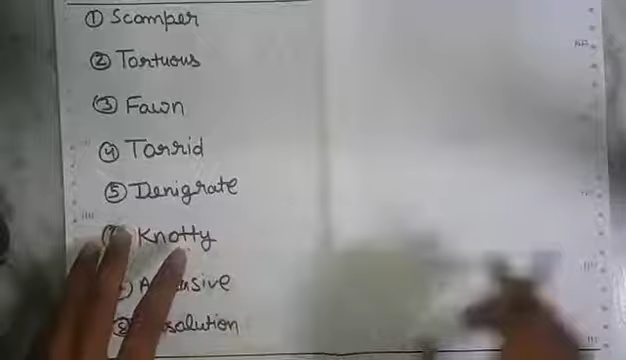 ① Scamper
② Tortuous
③ Fawn
④ Torrid
⑤ Denigrate
Knotty